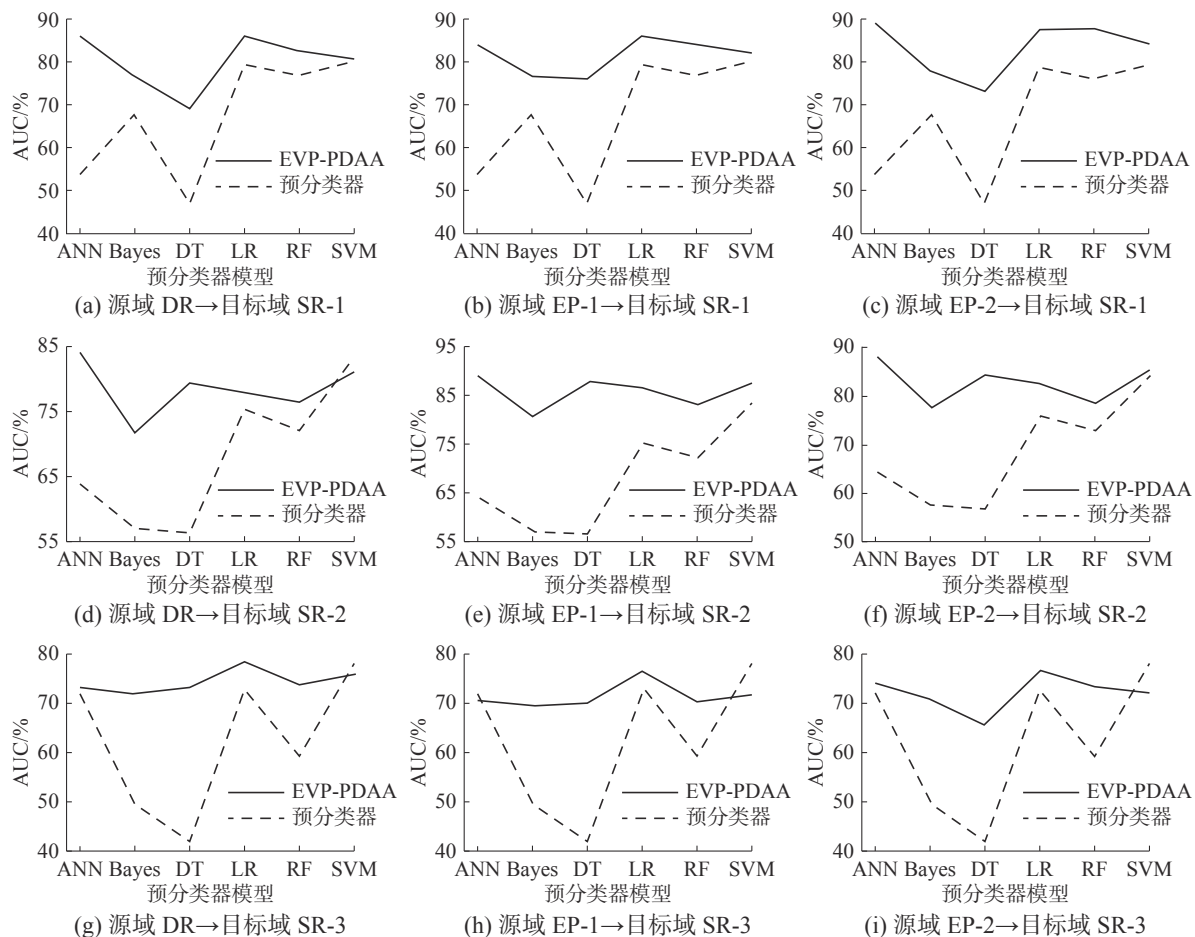 90
80
70
60
50
40
AUC/%
EVP-PDAA
预分类器
ANN Bayes DT LR RF SVM
预分类器模型
(a) 源域 DR→目标域 SR-1
90
80
70
60
50
40
AUC/%
EVP-PDAA
预分类器
ANN Bayes DT LR RF SVM
预分类器模型
(b) 源域 EP-1→目标域 SR-1
90
80
70
60
50
40
AUC/%
EVP-PDAA
预分类器
ANN Bayes DT LR RF SVM
预分类器模型
(c) 源域 EP-2→目标域 SR-1
85
75
65
55
AUC/%
EVP-PDAA
预分类器
ANN Bayes DT LR RF SVM
预分类器模型
(d) 源域 DR→目标域 SR-2
95
85
75
65
55
AUC/%
EVP-PDAA
预分类器
ANN Bayes DT LR RF SVM
预分类器模型
(e) 源域 EP-1→目标域 SR-2
90
80
70
60
50
AUC/%
EVP-PDAA
预分类器
ANN Bayes DT LR RF SVM
预分类器模型
(f) 源域 EP-2→目标域 SR-2
80
70
60
50
40
AUC/%
EVP-PDAA
预分类器
ANN Bayes DT LR RF SVM
预分类器模型
(g) 源域 DR→目标域 SR-3
80
70
60
50
40
AUC/%
EVP-PDAA
预分类器
ANN Bayes DT LR RF SVM
预分类器模型
(h) 源域 EP-1→目标域 SR-3
80
70
60
50
40
AUC/%
EVP-PDAA
预分类器
ANN Bayes DT LR RF SVM
预分类器模型
(i) 源域 EP-2→目标域 SR-3